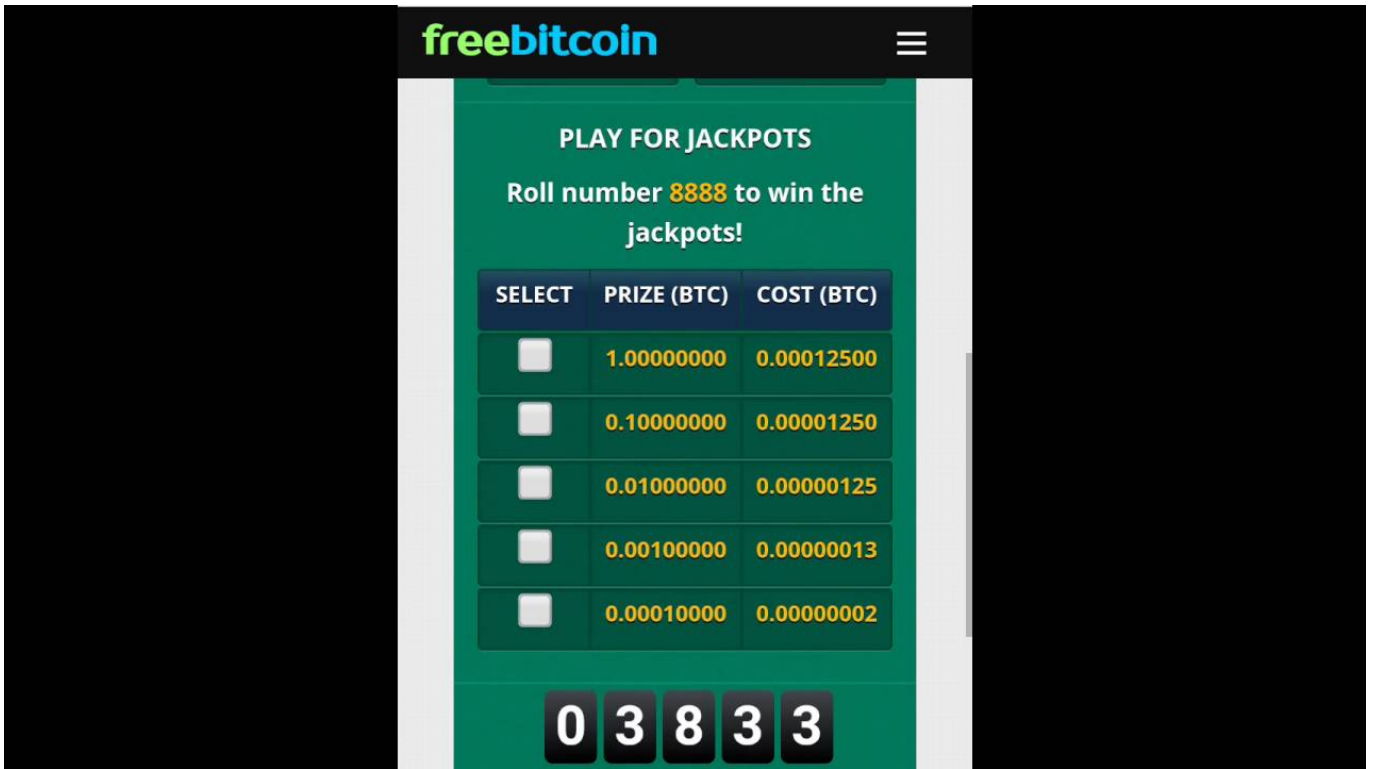 freebitcoin
PLAY FOR JACKPOTS
Roll number 8888 to win the
jackpots!
SELECT PRIZE (BTC) COST (BTC)
1.00000000 0.00012500
0.10000000 0.00001250
0.01000000 0.00000125
0.00100000 0.00000013
0.00010000 0.00000002
0 3 8 3 3